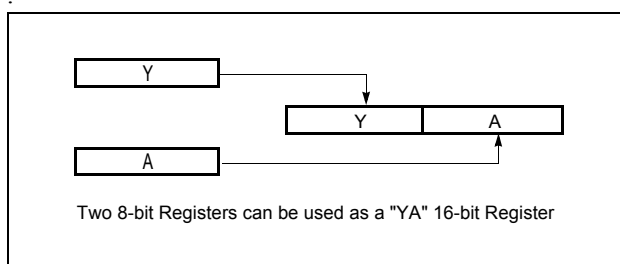 .
Y
Y A
A
Two 8-bit Registers can be used as a "YA" 16-bit Register